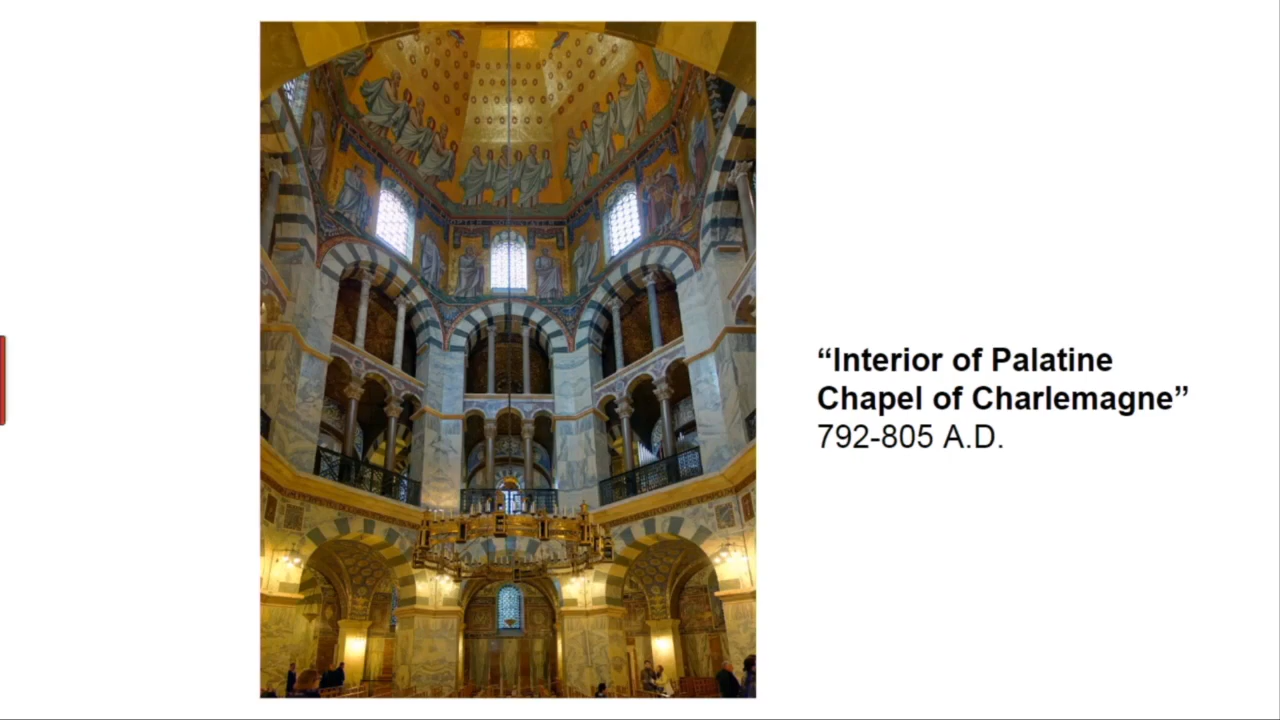 “Interior of Palatine
Chapel of Charlemagne”
792-805 A.D.